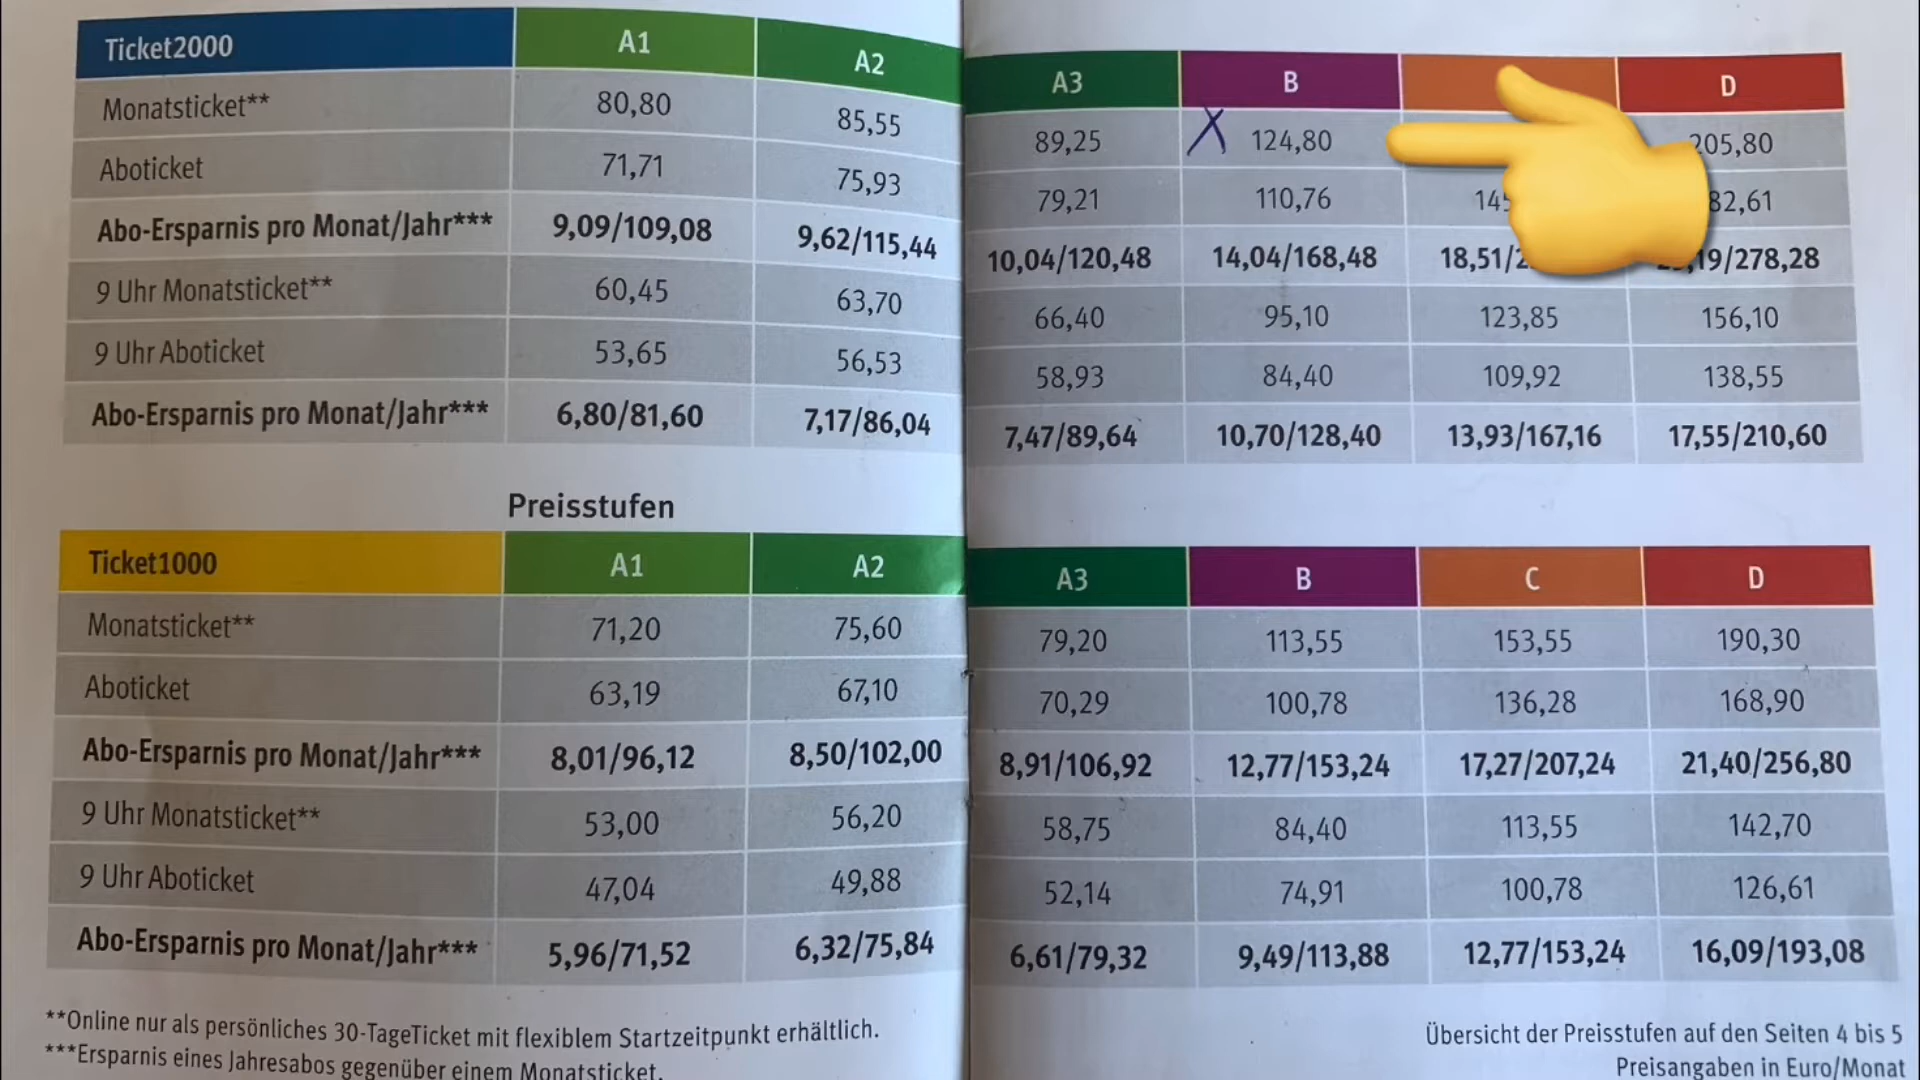 Ticket2000 A1 A2 A3 B D
Monatsticket** 80,80 85,55 89,25 X 124,80 205,80
Aboticket 71,71 75,93 79,21 110,76
Abo-Ersparnis pro Monat/Jahr*** 9,09/109,08 9,62/115,44 10,04/120,48 14,04/168,48
9 Uhr Monatsticket** 60,45 63,70 66,40 95,10 123,85 156,10
9 Uhr Aboticket 53,65 56,53 58,93 84,40 109,92 138,55
Abo-Ersparnis pro Monat/Jahr*** 6,80/81,60 7,17/86,04 7,47/89,64 10,70/128,40 13,93/167,16 17,55/210,60
Preisstufen
Ticket1000 A1 A2 A3 B C D
Monatsticket** 71,20 75,60 79,20 113,55 153,55 190,30
Aboticket 63,19 67,10 70,29 100,78 136,28 168,90
Abo-Ersparnis pro Monat/Jahr*** 8,01/96,12 8,50/102,00 8,91/106,92 12,77/153,24 17,27/207,24 21,40/256,80
9 Uhr Monatsticket** 53,00 56,20 58,75 84,40 113,55 142,70
9 Uhr Aboticket 47,04 49,88 52,14 74,91 100,78 126,61
Abo-Ersparnis pro Monat/Jahr*** 5,96/71,52 6,32/75,84 6,61/79,32 9,49/113,88 12,77/153,24 16,09/193,08
**Online nur als persönliches 30-TageTicket mit flexiblem Startzeitpunkt erhältlich.
***Ersparnis eines Jahresabos gegenüber einem Monatsticket.
Übersicht der Preisstufen auf den Seiten 4 bis 5
Preisangaben in Euro/Monat